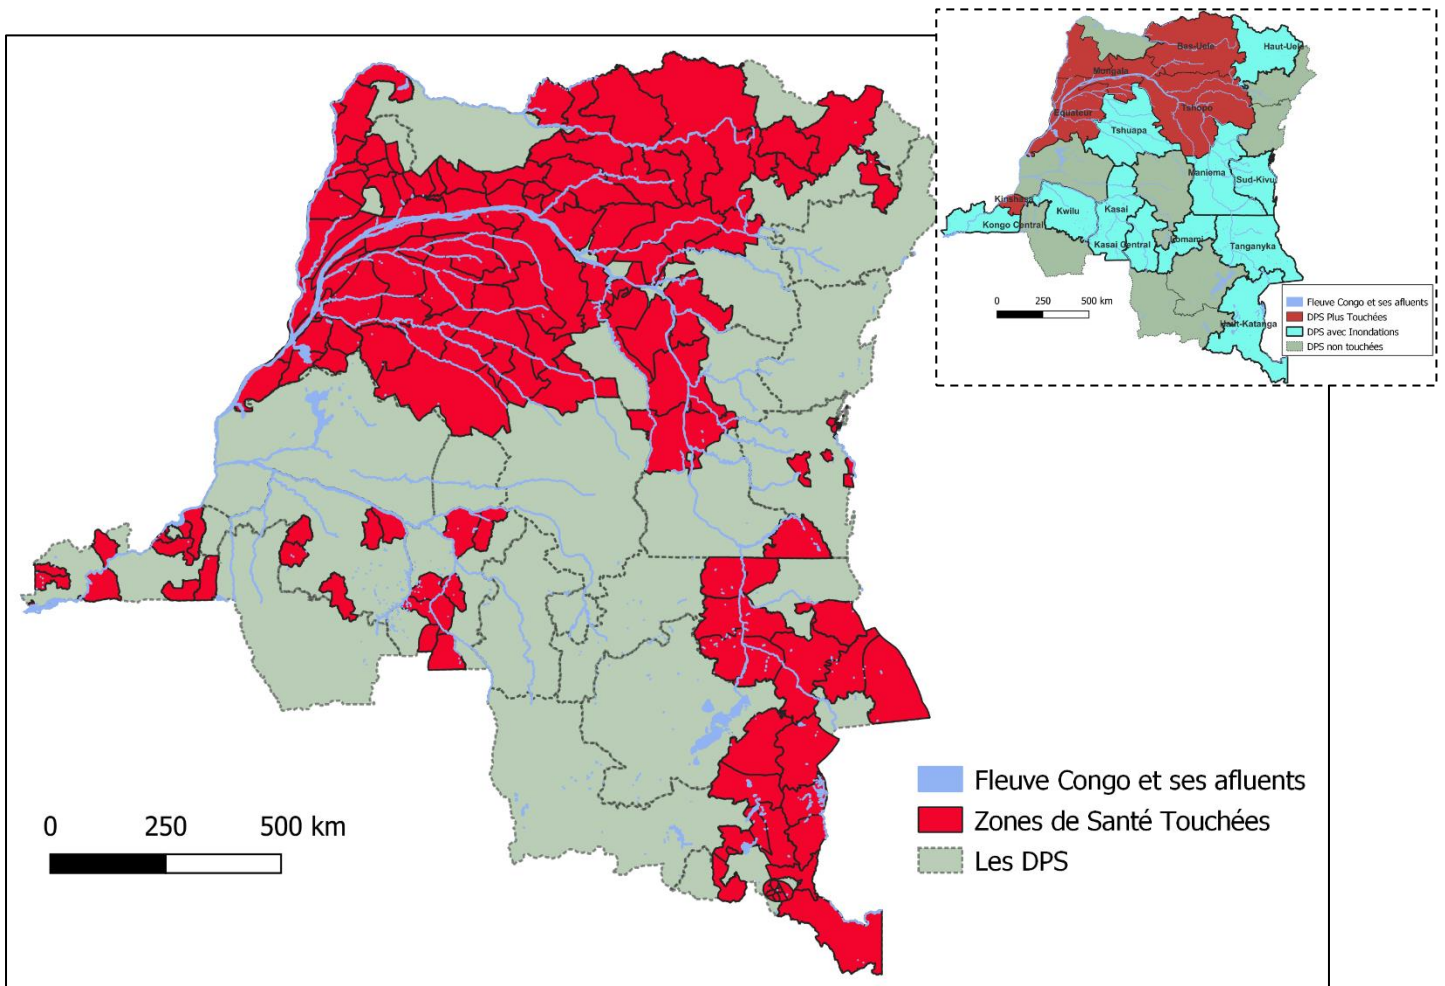 Bas-Uele
Haut-Uele
Mongala
Tshopo
Equateur
Tshuapa
Maniema
Sud-Kivu
Kinshasa
Kwilu
Kasai
Kongo Central
Kasai Central
Lomami
Tanganyka
Haut-Katanga
0 250 500 km
Fleuve Congo et ses afluents
DPS Plus Touchées
DPS avec Inondations
DPS non touchées
Fleuve Congo et ses afluents
Zones de Santé Touchées
Les DPS
0 250 500 km